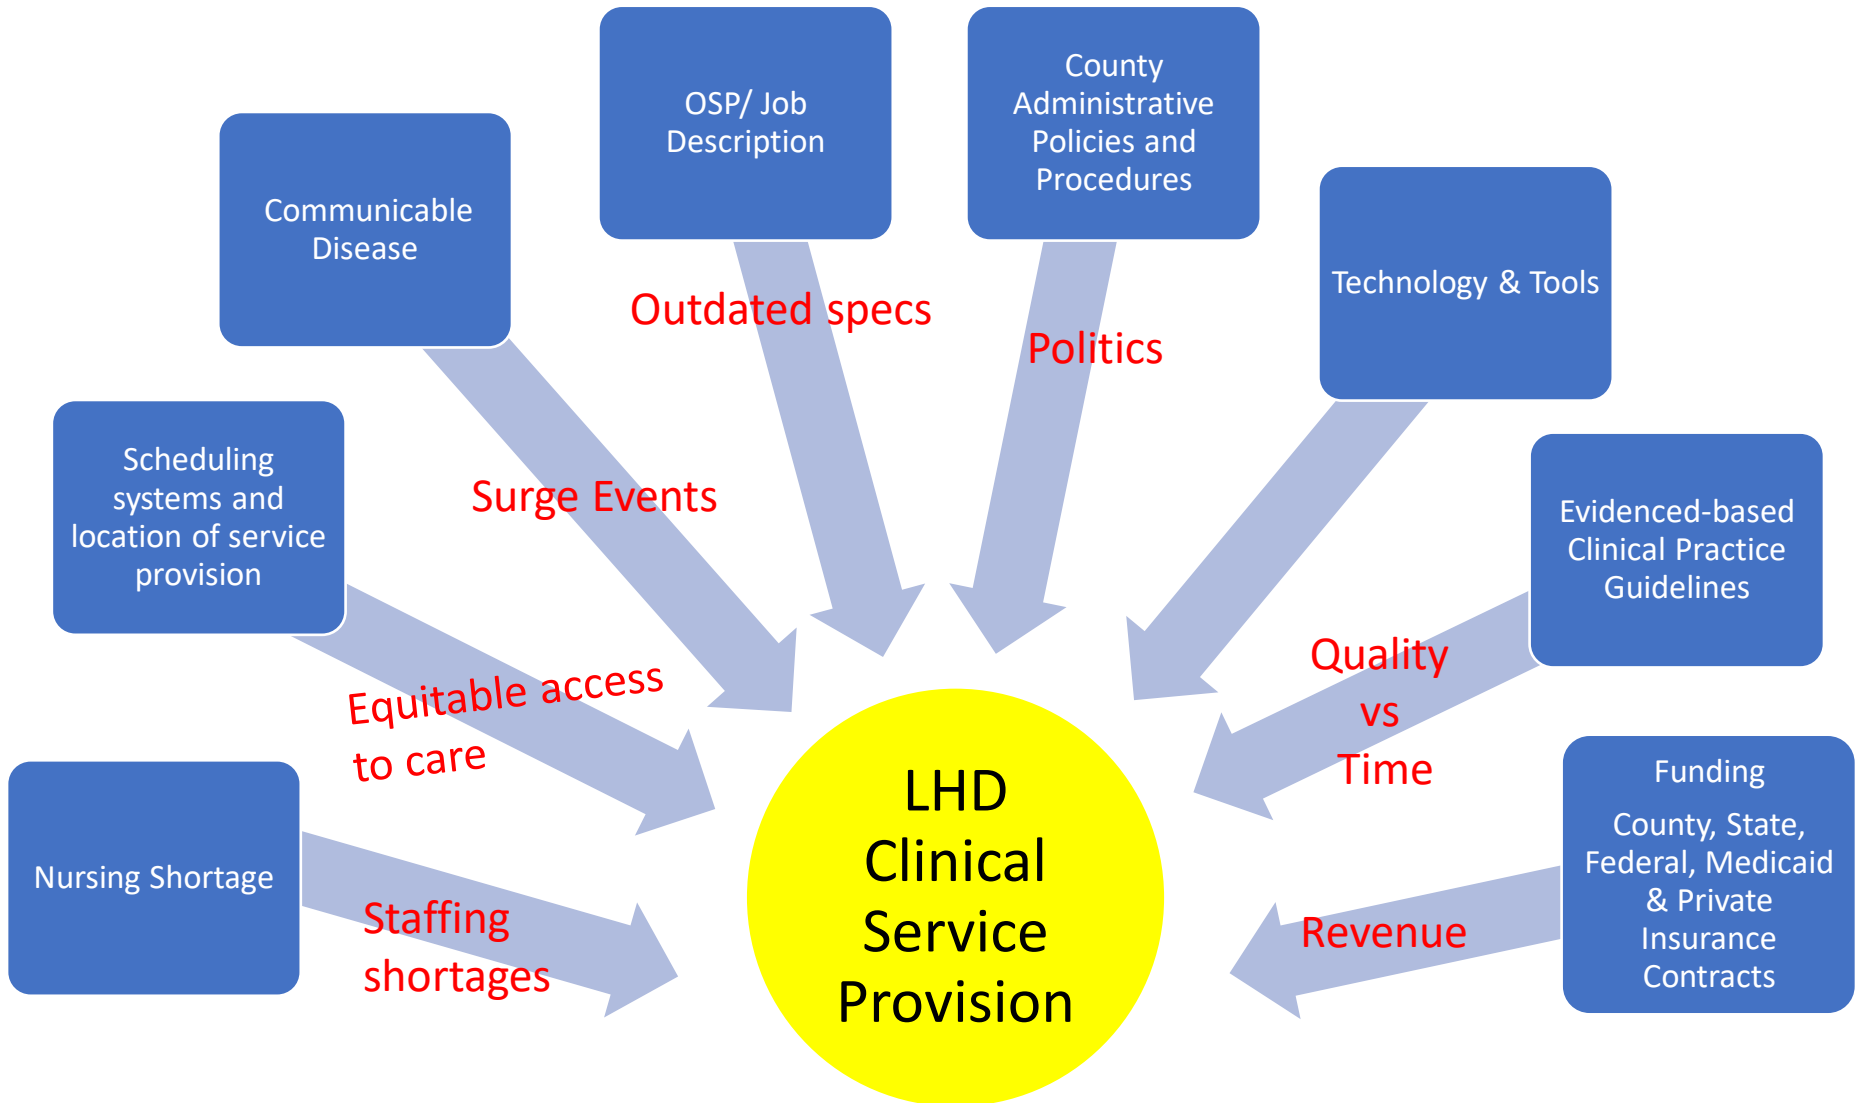 OSP/ Job
Description
County
Administrative
Policies and
Procedures
Communicable
Disease
Technology & Tools
Outdated specs
Politics
Scheduling
systems and
location of service
provision
Surge Events
Evidenced-based
Clinical Practice
Guidelines
Equitable access
to care
Quality
vs
Time
Nursing Shortage
Staffing
shortages
LHD
Clinical
Service
Provision
Revenue
Funding
County, State,
Federal, Medicaid
& Private
Insurance
Contracts